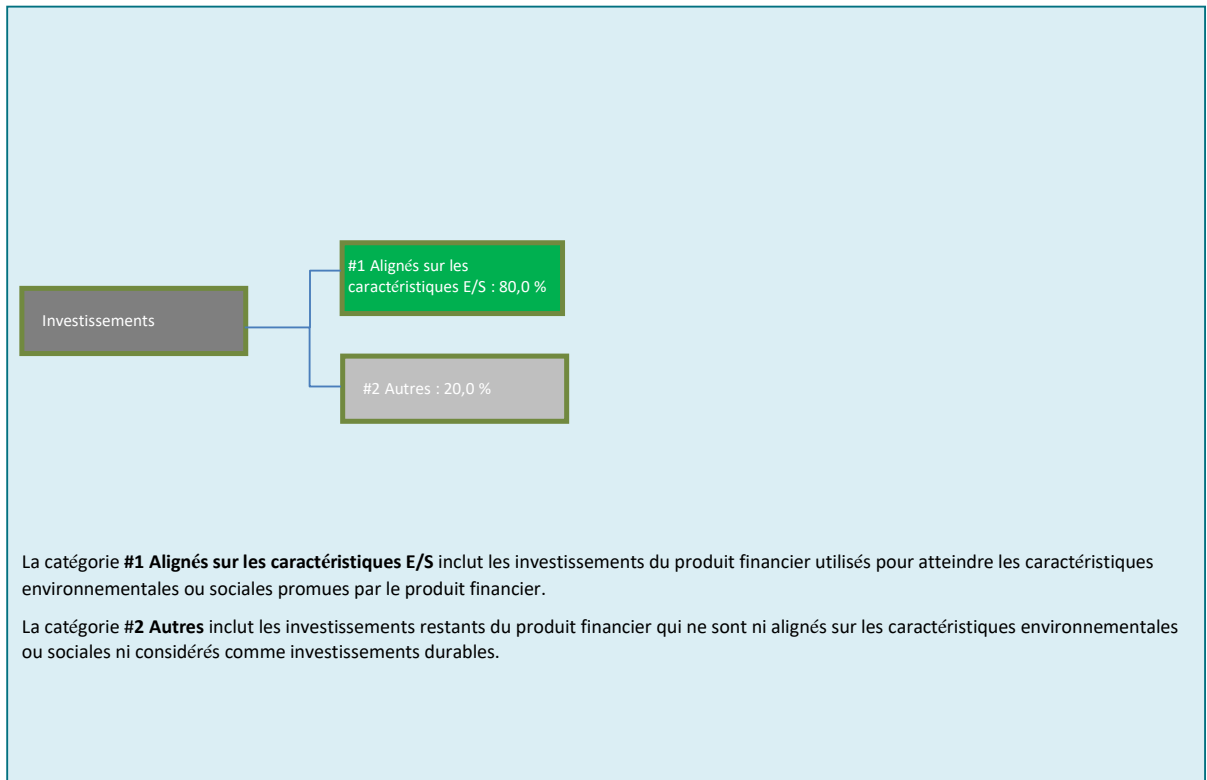 #1 Alignés sur les
caractéristiques E/S : 80,0 %
Investissements
#2 Autres : 20,0 %
La catégorie #1 Alignés sur les caractéristiques E/S inclut les investissements du produit financier utilisés pour atteindre les caractéristiques
environnementales ou sociales promues par le produit financier.
La catégorie #2 Autres inclut les investissements restants du produit financier qui ne sont ni alignés sur les caractéristiques environnementales
ou sociales ni considérés comme investissements durables.